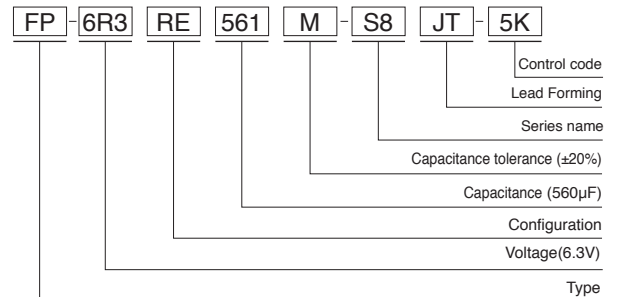 FP-6R3 RE 561 M-S8 JT-5K
Control code
Lead Forming
Series name
Capacitance tolerance (±20%)
Capacitance (560μF)
Configuration
Voltage(6.3V)
Type